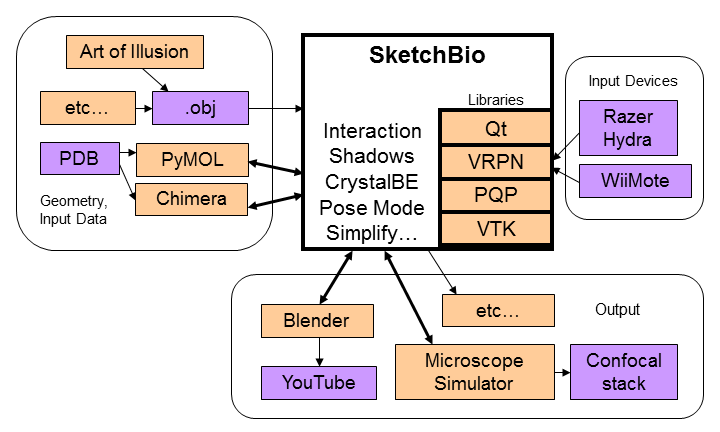 Art of Illusion
etc…
.obj
PDB
PyMOL
Chimera
Geometry,
Input Data
SketchBio
Libraries
Interaction
Shadows
CrystalBE
Pose Mode
Simplify…
Qt
VRPN
PQP
VTK
Input Devices
Razer
Hydra
WiiMote
Blender
YouTube
etc…
Output
Microscope
Simulator
Confocal
stack